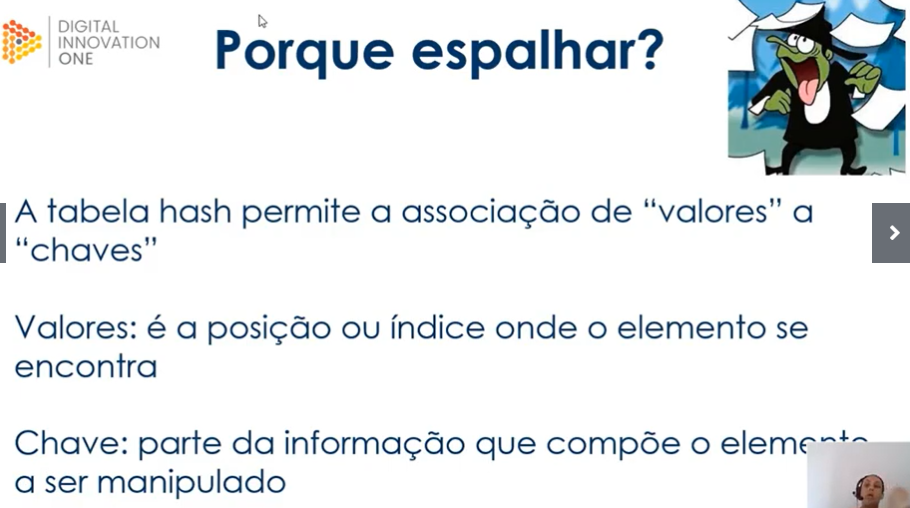 DIGITAL
INNOVATION
ONE
Porque espalhar?
A tabela hash permite a associação de “valores” a
“chaves”
Valores: é a posição ou índice onde o elemento se
encontra
Chave: parte da informação que compõe o elemento
a ser manipulado